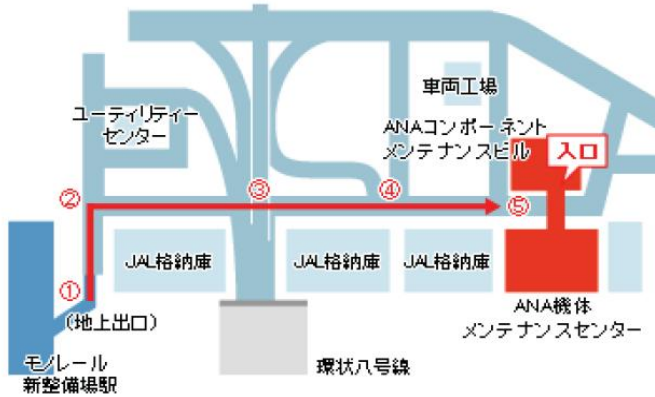 車両工場
ユーティリティー
センター
ANAコンポーネント
メンテナンスビル
入口
②
③
④
⑤
JAL格納庫
JAL格納庫
JAL格納庫
①
(地上出口)
ANA機体
メンテナンスセンター
モノレール
新整備場駅
環状八号線